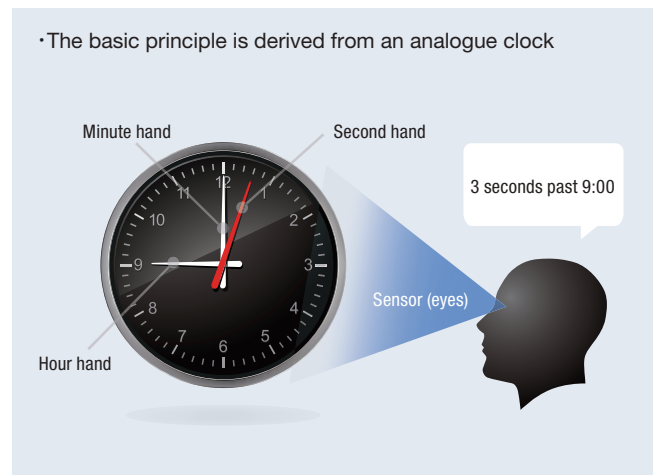 ·The basic principle is derived from an analogue clock
Minute hand
Second hand
3 seconds past 9:00
12
1
2
3
4
5
6
7
8
9
10
11
Sensor (eyes)
Hour hand